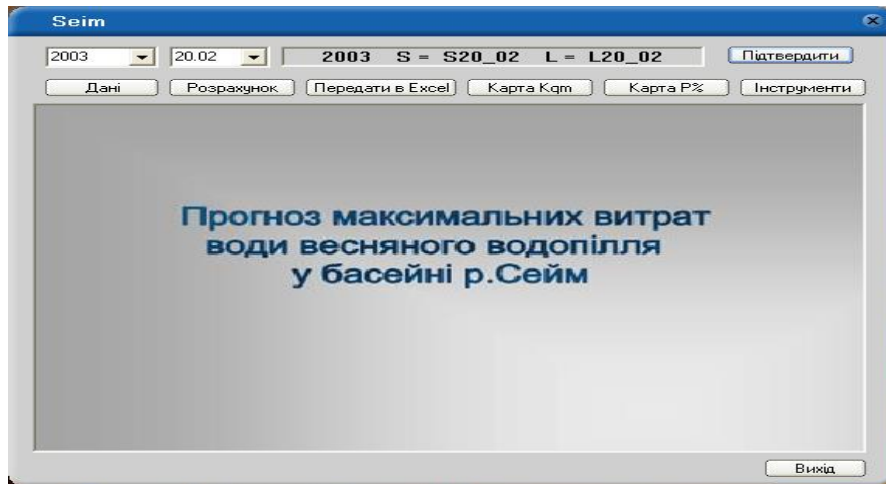 Seim
2003 20.02 2003 S = S20_02 L = L20_02 Підтвердити
Дані Розрахунок Передати в Excel Карта Kqm Карта P% Інструменти
Прогноз максимальних витрат
води весняного водопілля
у басейні р.Сейм
Вихід